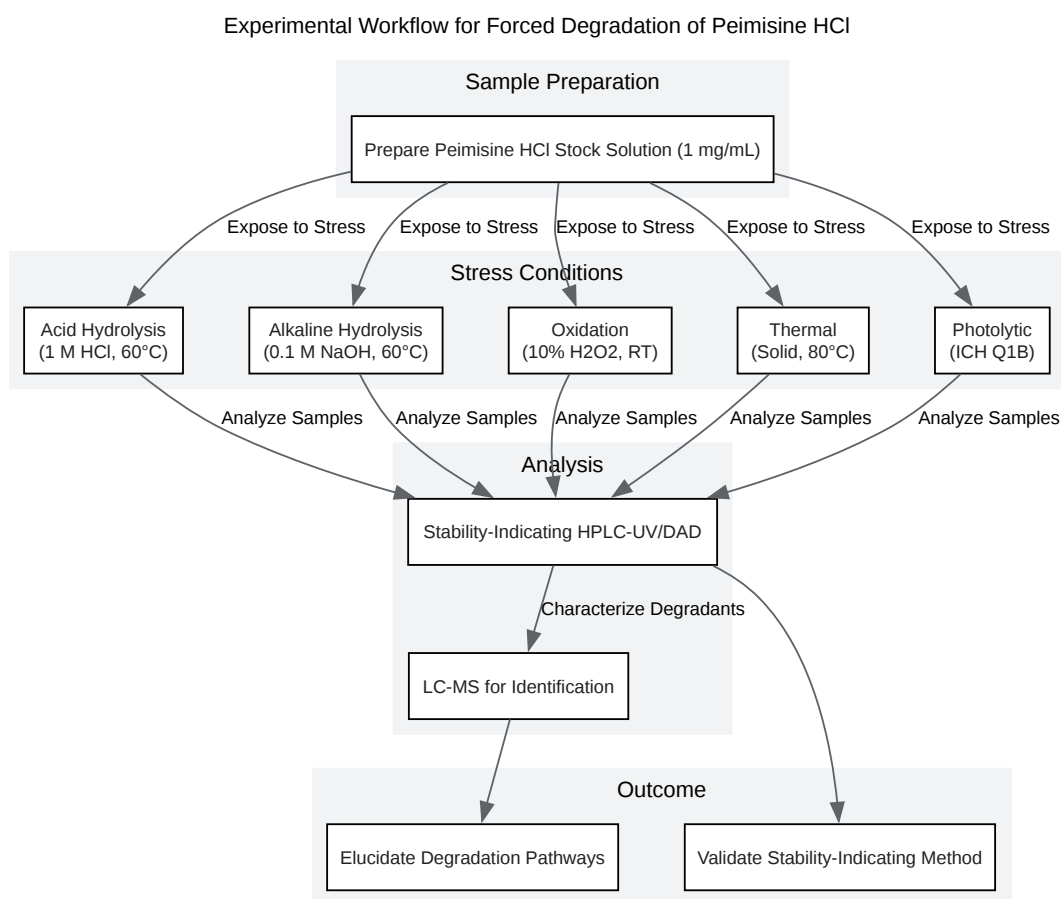 Experimental Workflow for Forced Degradation of Peimisine HCl
Sample Preparation
Prepare Peimisine HCl Stock Solution (1 mg/mL)
Expose to Stress
Expose to Stress
Expose to Stress
Expose to Stress
Expose to Stress
Stress Conditions
Acid Hydrolysis
(1 M HCl, 60°C)
Alkaline Hydrolysis
(0.1 M NaOH, 60°C)
Oxidation
(10% H2O2, RT)
Thermal
(Solid, 80°C)
Photolytic
(ICH Q1B)
Analyze Samples
Analyze Samples
Analyze Samples
Analyze Samples
Analyze Samples
Analysis
Stability-Indicating HPLC-UV/DAD
Characterize Degradants
LC-MS for Identification
Outcome
Elucidate Degradation Pathways
Validate Stability-Indicating Method